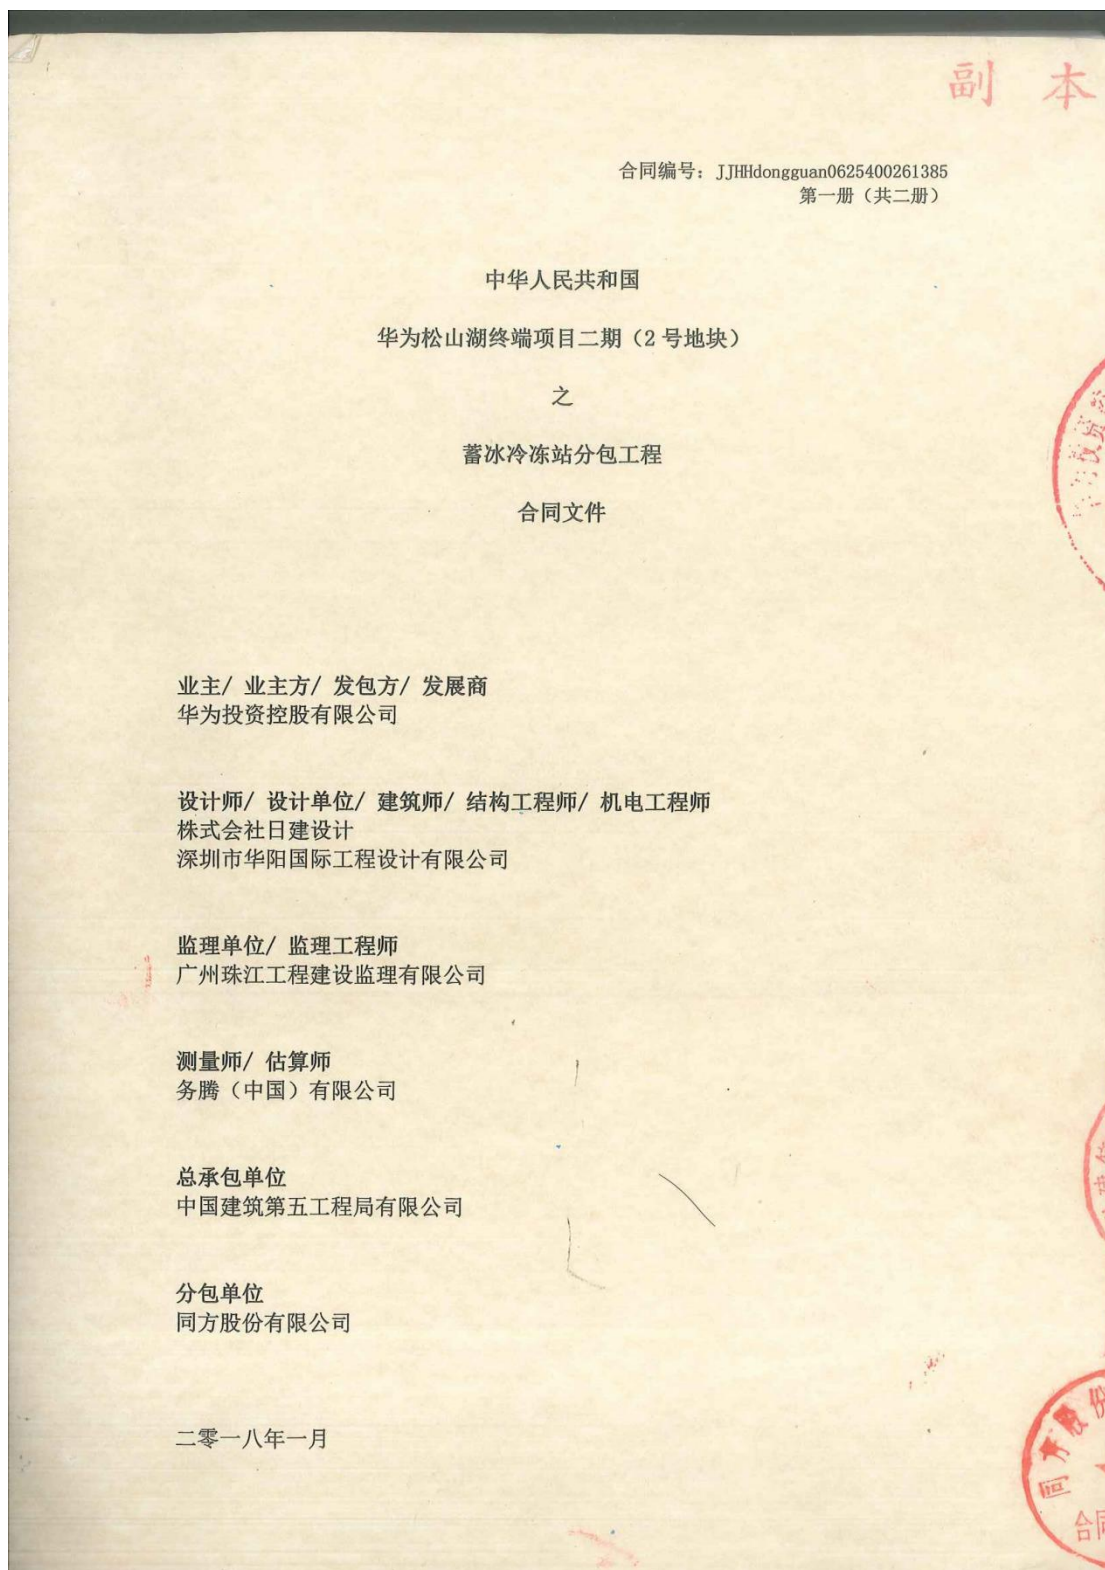 副 本
合同编号：JJHHdongguan0625400261385
第一册（共二册）
中华人民共和国
华为松山湖终端项目二期（2 号地块）
之
蓄冰冷冻站分包工程
合同文件
业主/ 业主方/ 发包方/ 发展商
华为投资控股有限公司
设计师/ 设计单位/ 建筑师/ 结构工程师/ 机电工程师
株式会社日建设计
深圳市华阳国际工程设计有限公司
监理单位/ 监理工程师
广州珠江工程建设监理有限公司
测量师/ 估算师
务腾（中国）有限公司
总承包单位
中国建筑第五工程局有限公司
分包单位
同方股份有限公司
二零一八年一月
同方股份
合同